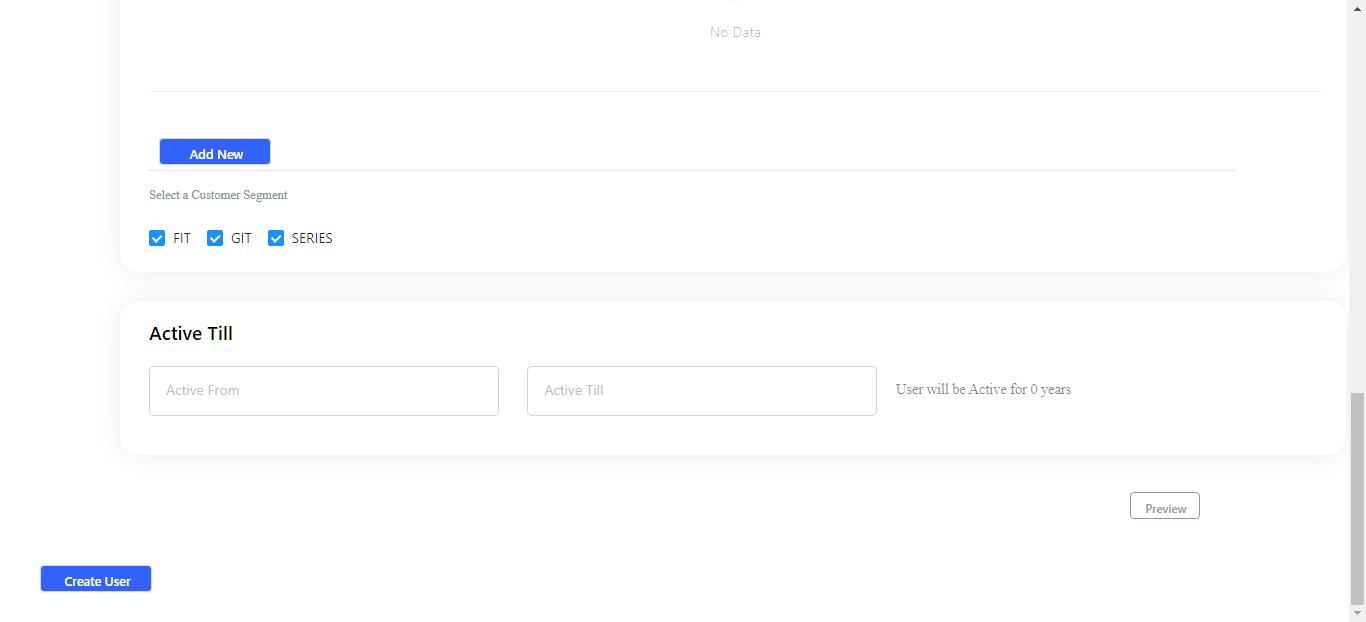 No Data
Add New
Select a Customer Segment
FIT GIT SERIES
Active Till
Active From Active Till User will be Active for 0 years
Preview
Create User